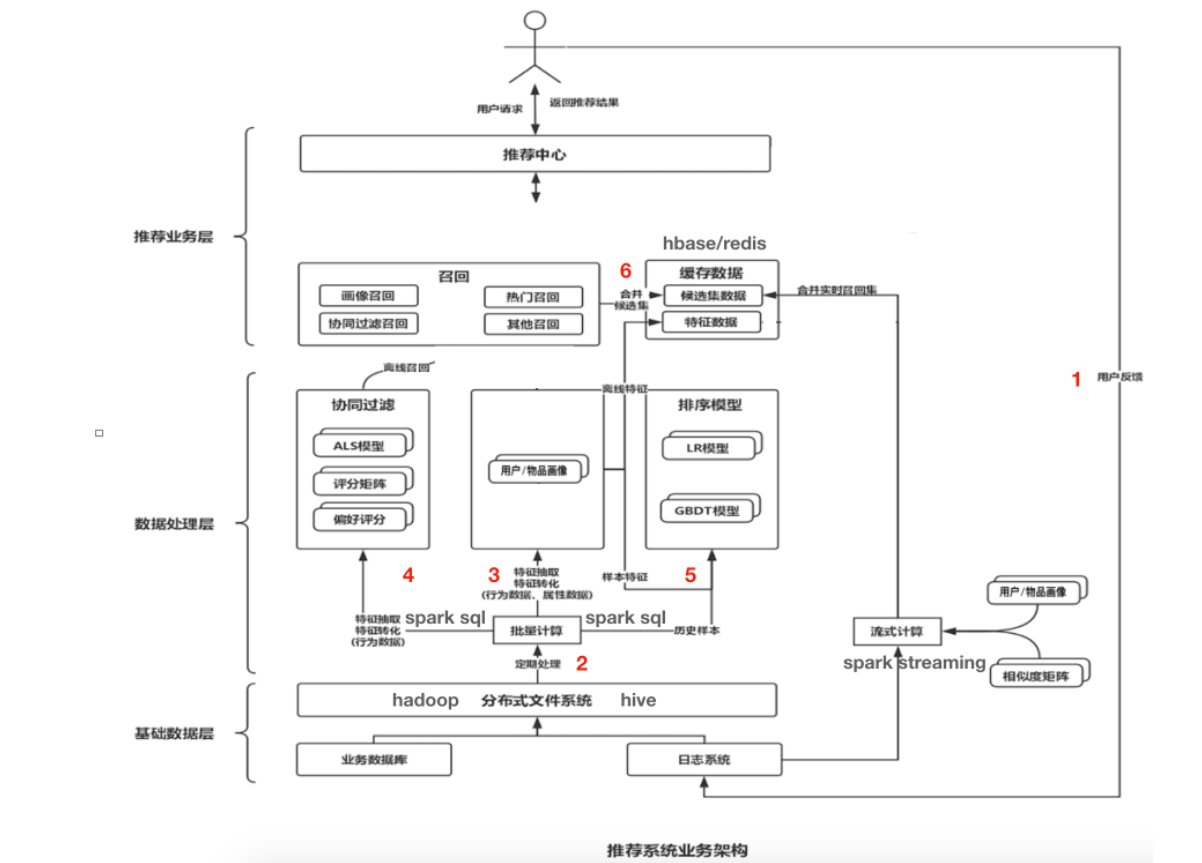 用户请求
返回推荐结果
推荐中心
推荐业务层
hbase/redis
召回
画像召回
热门召回
协同过滤召回
其他召回
6
合并
候选集
缓存数据
候选集数据
特征数据
合并实时召回集
1
用户反馈
离线召回
离线特征
数据处理层
协同过滤
ALS模型
评分矩阵
偏好评分
用户/物品画像
排序模型
LR模型
GBDT模型
4
3
特征抽取
特征转化
(行为数据、属性数据)
样本特征
5
特征抽取
特征转化
(行为数据)
spark sql
批量计算
spark sql
历史样本
定期处理
2
流式计算
spark streaming
用户/物品画像
相似度矩阵
基础数据层
hadoop 分布式文件系统 hive
业务数据库
日志系统
推荐系统业务架构